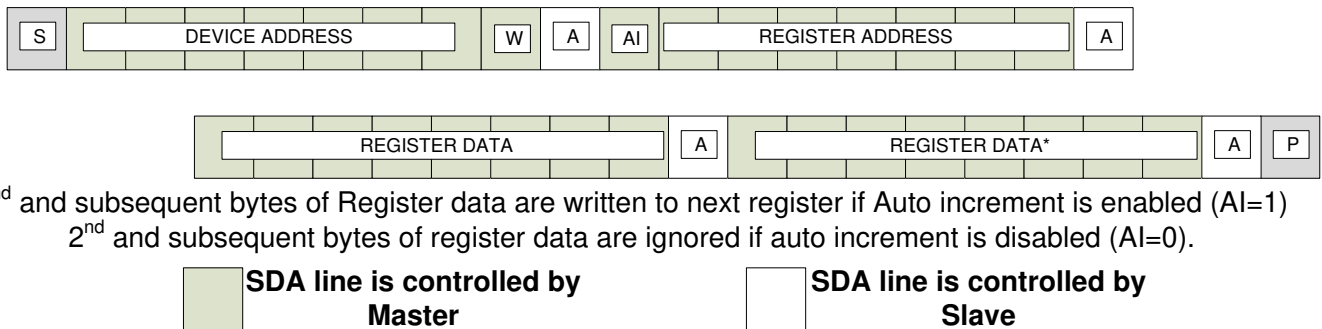 S DEVICE ADDRESS W A AI REGISTER ADDRESS A
REGISTER DATA A REGISTER DATA* A P
nd and subsequent bytes of Register data are written to next register if Auto increment is enabled (AI=1)
2nd and subsequent bytes of register data are ignored if auto increment is disabled (AI=0).
SDA line is controlled by Master
SDA line is controlled by Slave